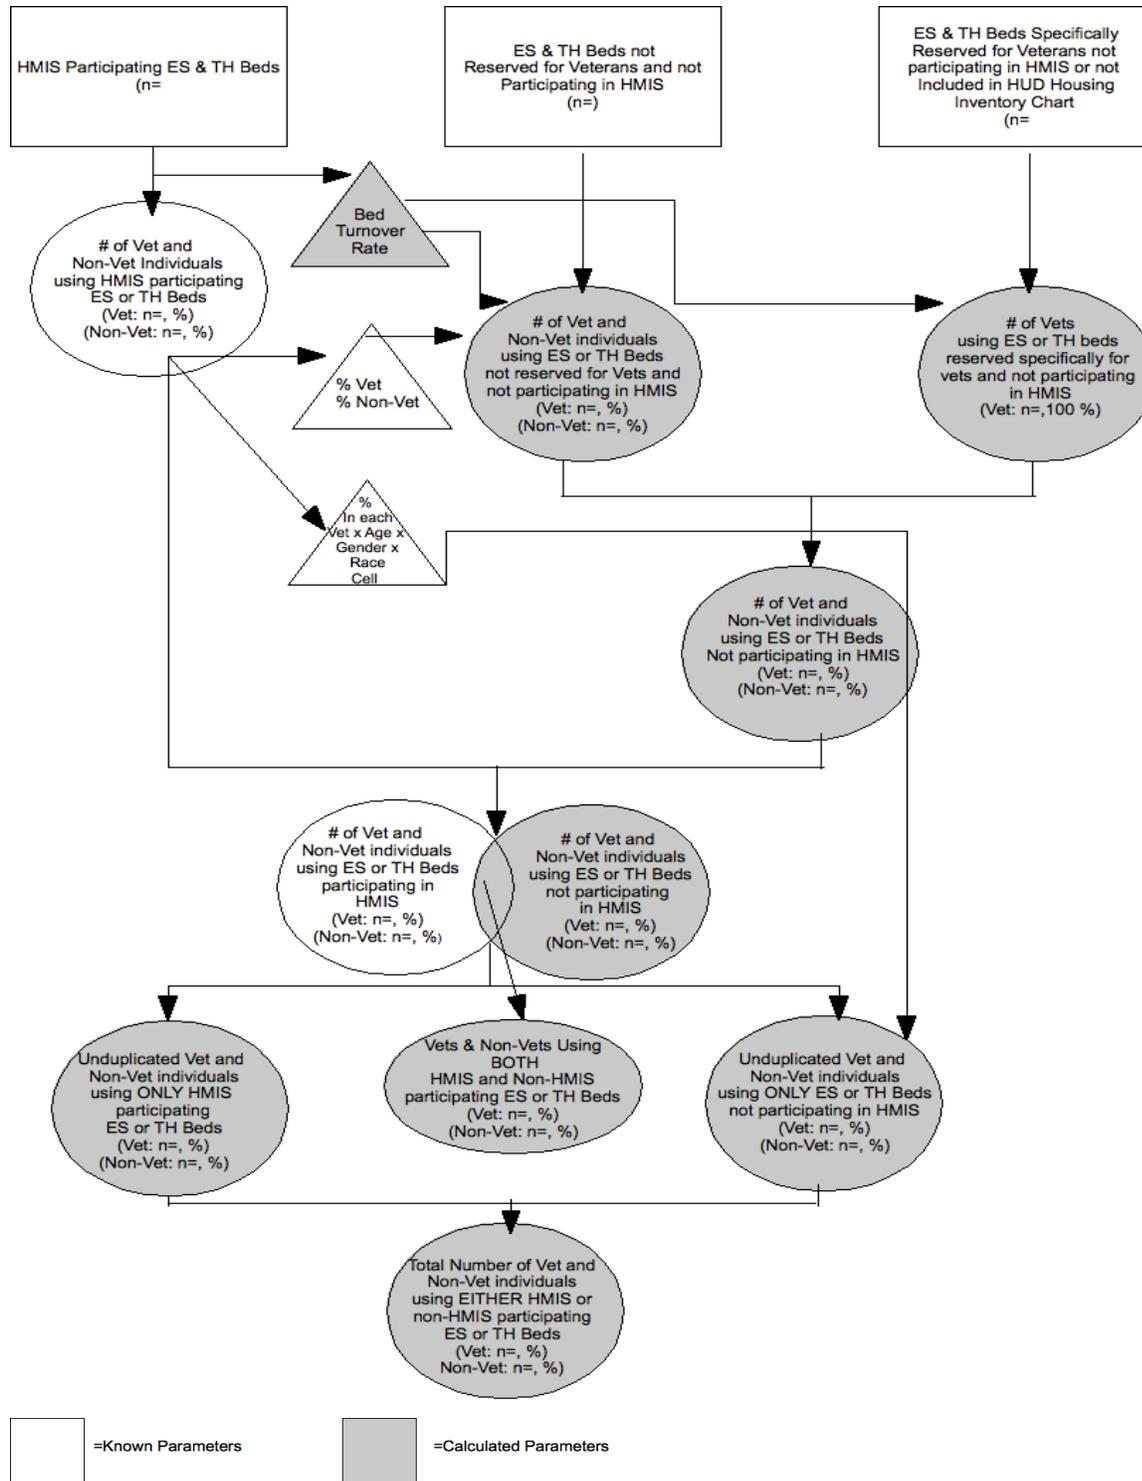 HMIS Participating ES & TH Beds
(n=
ES & TH Beds not
Reserved for Veterans and not
Participating in HMIS
(n=)
ES & TH Beds Specifically
Reserved for Veterans not
participating in HMIS or not
Included in HUD Housing
Inventory Chart
(n=
Bed
Turnover
Rate
# of Vet and
Non-Vet Individuals
using HMIS participating
ES or TH Beds
(Vet: n=, %)
(Non-Vet: n=, %)
% Vet
% Non-Vet
# of Vet and
Non-Vet individuals
using ES or TH Beds
not reserved for Vets and
not participating in HMIS
(Vet: n=, %)
(Non-Vet: n=, %)
# of Vets
using ES or TH beds
reserved specifically for
vets and not participating
in HMIS
(Vet: n=,100 %)
%
In each
Vet x Age x
Gender x
Race
Cell
# of Vet and
Non-Vet individuals
using ES or TH Beds
Not participating in HMIS
(Vet: n=, %)
(Non-Vet: n=, %)
# of Vet and
Non-Vet individuals
using ES or TH Beds
participating in
HMIS
(Vet: n=, %)
(Non-Vet: n=, %)
# of Vet and
Non-Vet individuals
using ES or TH Beds
not participating
in HMIS
(Vet: n=, %)
(Non-Vet: n=, %)
Unduplicated Vet and
Non-Vet individuals
using ONLY HMIS
participating
ES or TH Beds
(Vet: n=, %)
(Non-Vet: n=, %)
Vets & Non-Vets Using
BOTH
HMIS and Non-HMIS
participating ES or TH Beds
(Vet: n=, %)
(Non-Vet: n=, %)
Unduplicated Vet and
Non-Vet individuals
using ONLY ES or TH Beds
not participating in HMIS
(Vet: n=, %)
(Non-Vet: n=, %)
Total Number of Vet and
Non-Vet individuals
using EITHER HMIS or
non-HMIS participating
ES or TH Beds
(Vet: n=, %)
Non-Vet: n=, %)
=Known Parameters
=Calculated Parameters